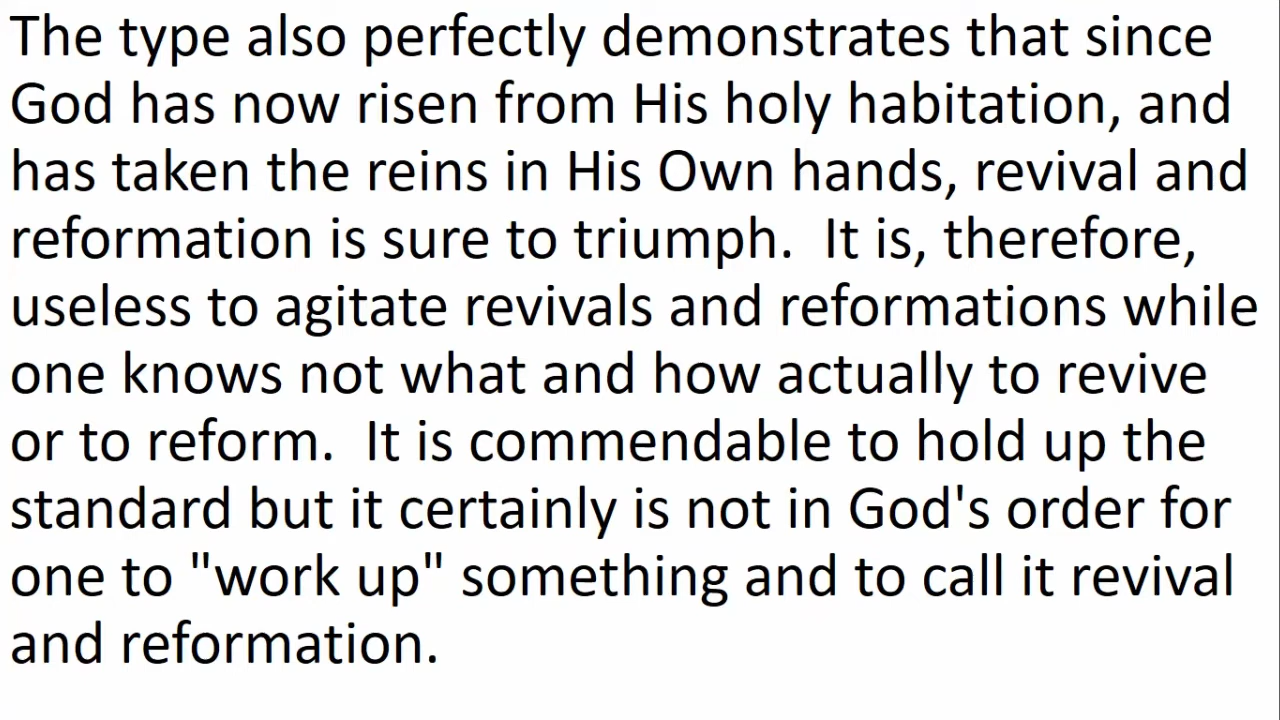 The type also perfectly demonstrates that since
God has now risen from His holy habitation, and
has taken the reins in His Own hands, revival and
reformation is sure to triumph.  It is, therefore,
useless to agitate revivals and reformations while
one knows not what and how actually to revive
or to reform.  It is commendable to hold up the
standard but it certainly is not in God's order for
one to "work up" something and to call it revival
and reformation.